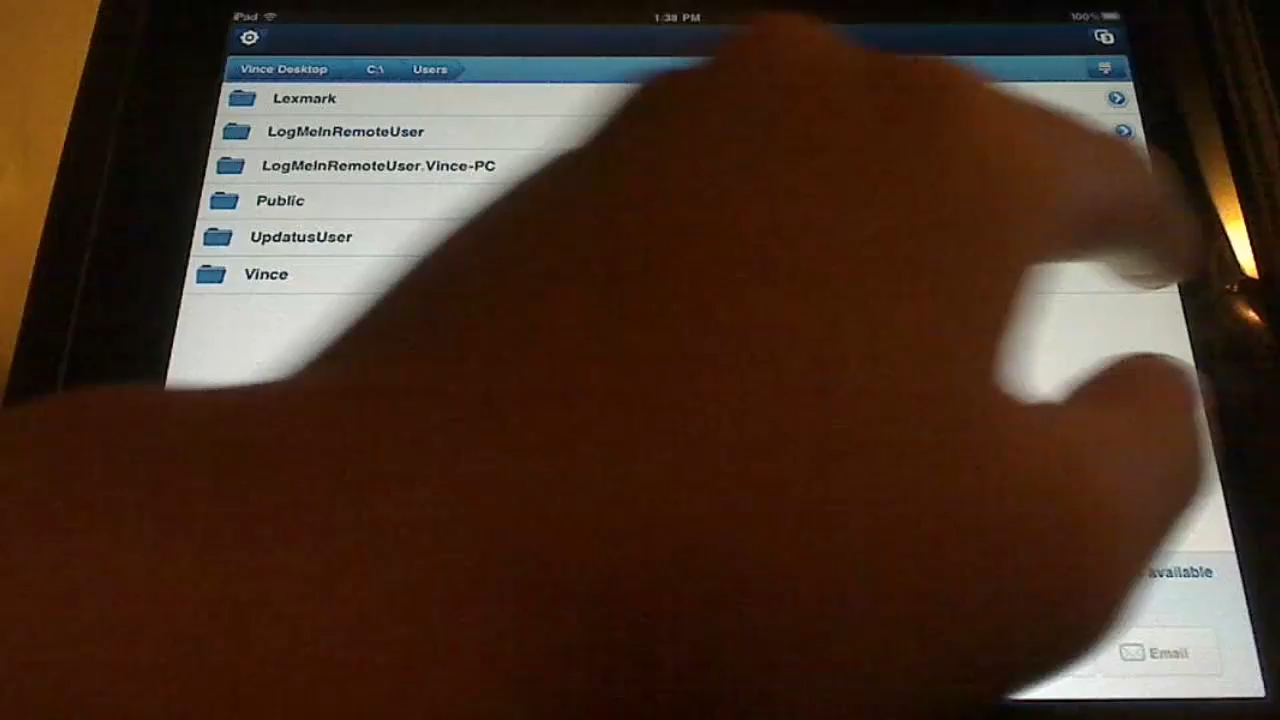 iPad 1:38 PM 100%
Vince Desktop C:\ Users
Lexmark
LogMeInRemoteUser
LogMeInRemoteUser.Vince-PC
Public
UpdatusUser
Vince
available
Email